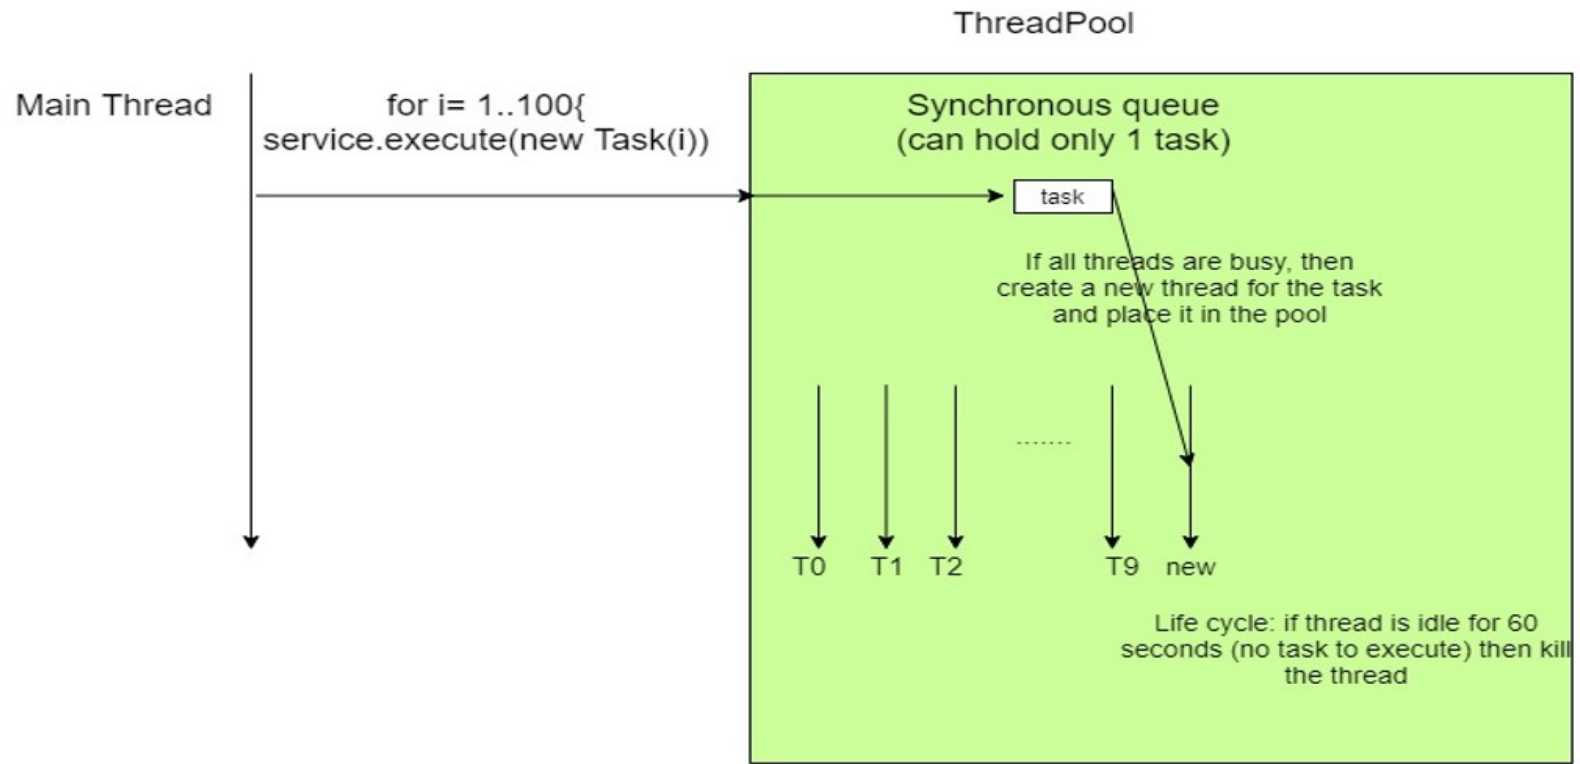 ThreadPool
Main Thread
for i= 1..100{
service.execute(new Task(i))
Synchronous queue
(can hold only 1 task)
task
If all threads are busy, then
create a new thread for the task
and place it in the pool
.......
T0
T1
T2
T9
new
Life cycle: if thread is idle for 60
seconds (no task to execute) then kill
the thread